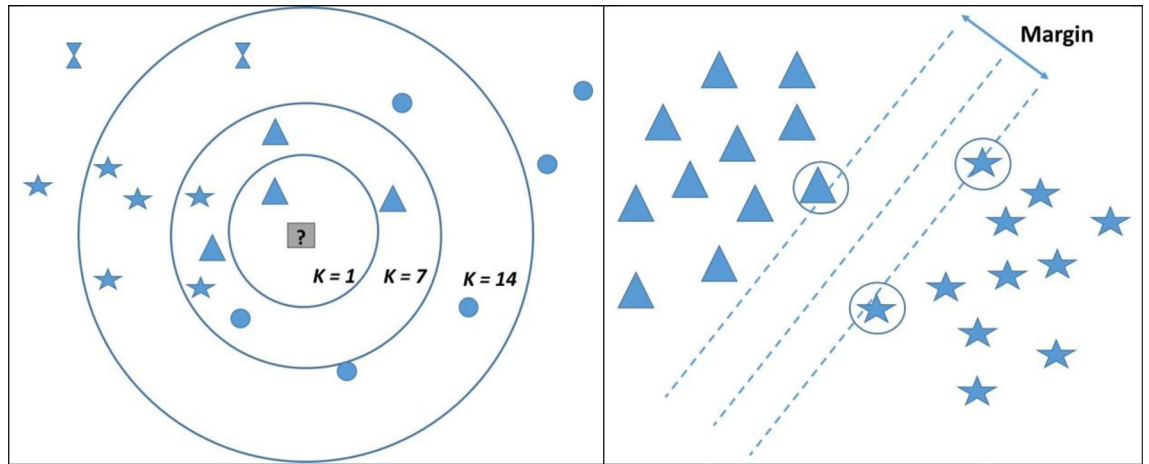 ?
K = 1
K = 7
K = 14
Margin